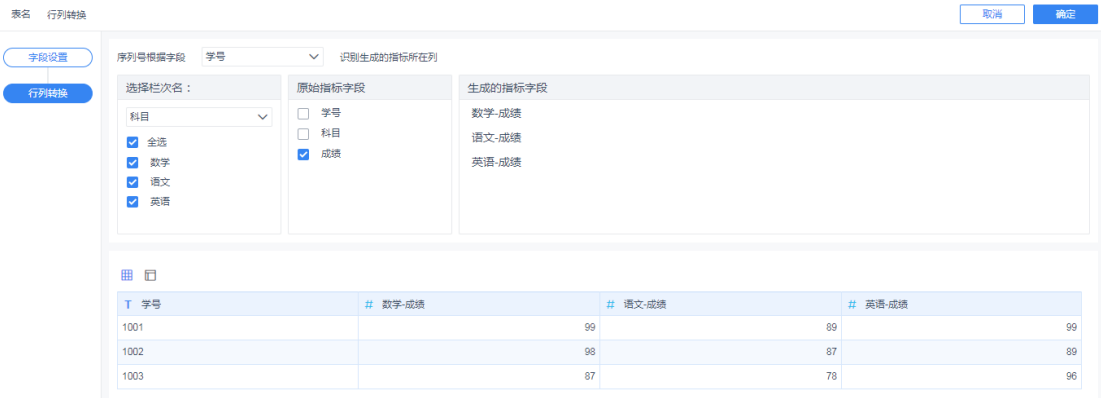 表名 行列转换 取消 确定
字段设置
行列转换
序列号根据字段 学号 识别生成的指标所在列
选择栏次名： 原始指标字段 生成的指标字段
科目
全选
数学
语文
英语
学号
科目
成绩
数学-成绩
语文-成绩
英语-成绩
T 学号 # 数学-成绩 # 语文-成绩 # 英语-成绩
1001 99 89 99
1002 98 87 89
1003 87 78 96